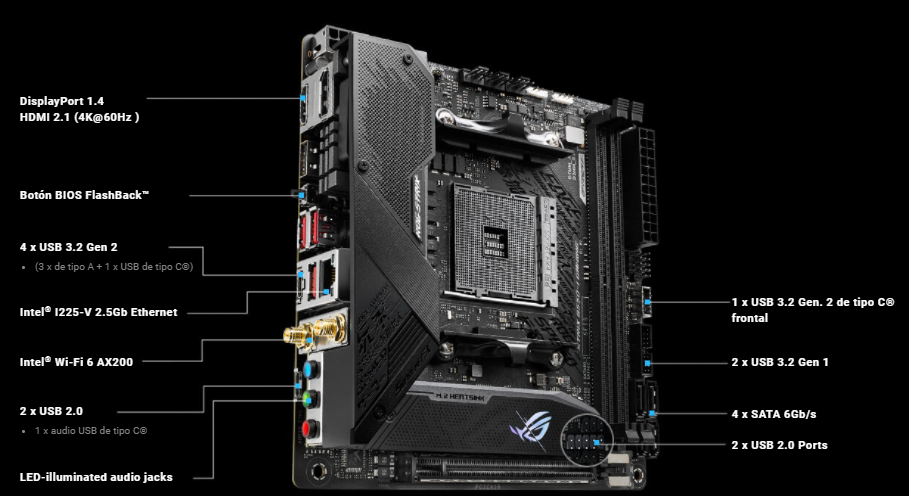 DisplayPort 1.4
HDMI 2.1 (4K@60Hz )
Botón BIOS FlashBack™
4 x USB 3.2 Gen 2
• (3 x de tipo A + 1 x USB de tipo C®)
Intel® I225-V 2.5Gb Ethernet
Intel® Wi-Fi 6 AX200
2 x USB 2.0
• 1 x audio USB de tipo C®
LED-illuminated audio jacks
1 x USB 3.2 Gen. 2 de tipo C®
frontal
2 x USB 3.2 Gen 1
4 x SATA 6Gb/s
2 x USB 2.0 Ports
M.2 HEATSINK